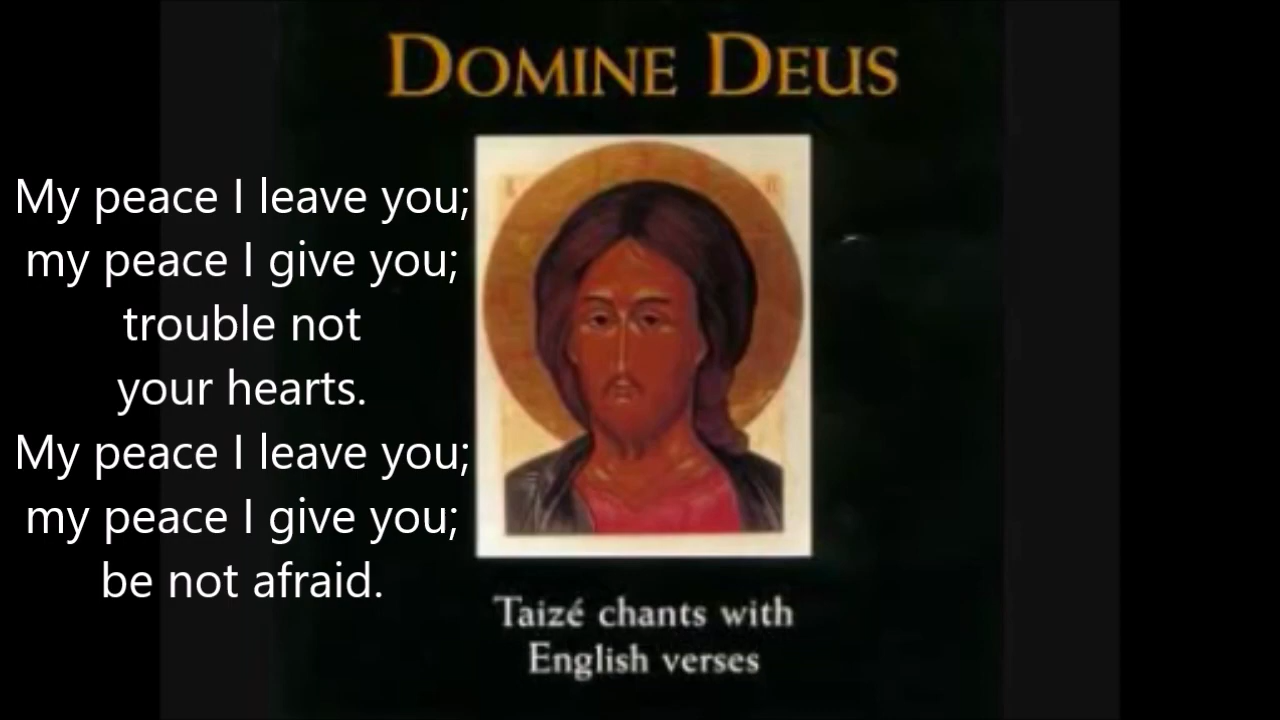 DOMINE DEUS
My peace I leave you;
my peace I give you;
trouble not
your hearts.
My peace I leave you;
my peace I give you;
be not afraid.
Taizé chants with
English verses